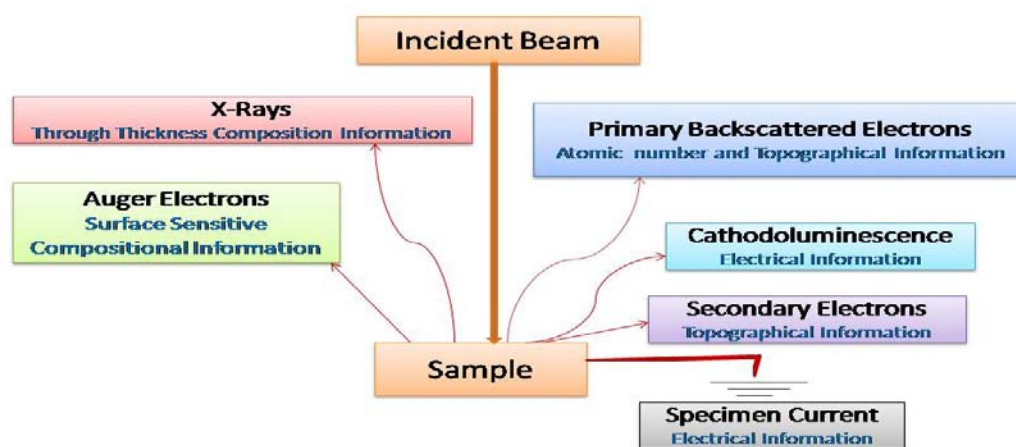 Incident Beam
X-Rays
Through Thickness Composition Information
Primary Backscattered Electrons
Atomic number and Topographical Information
Auger Electrons
Surface Sensitive
Compositional Information
Cathodoluminescence
Electrical Information
Secondary Electrons
Topographical Information
Sample
Specimen Current
Electrical Information